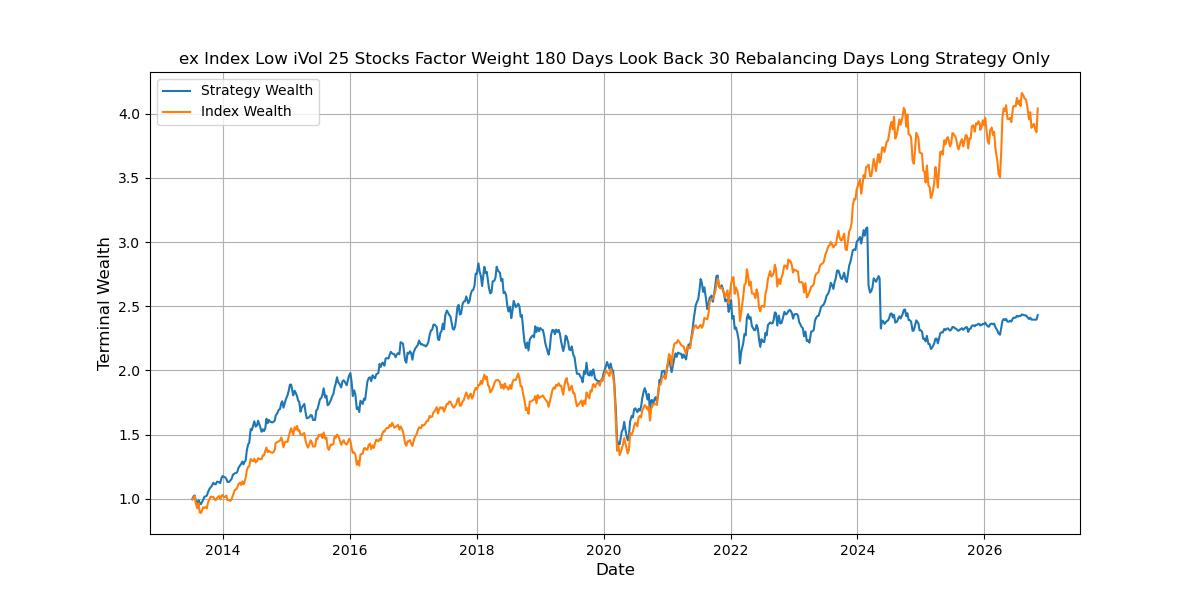 ex Index Low iVol 25 Stocks Factor Weight 180 Days Look Back 30 Rebalancing Days Long Strategy Only
Strategy Wealth
Index Wealth
Terminal Wealth
4.0
3.5
3.0
2.5
2.0
1.5
1.0
2014 2016 2018 2020 2022 2024 2026
Date